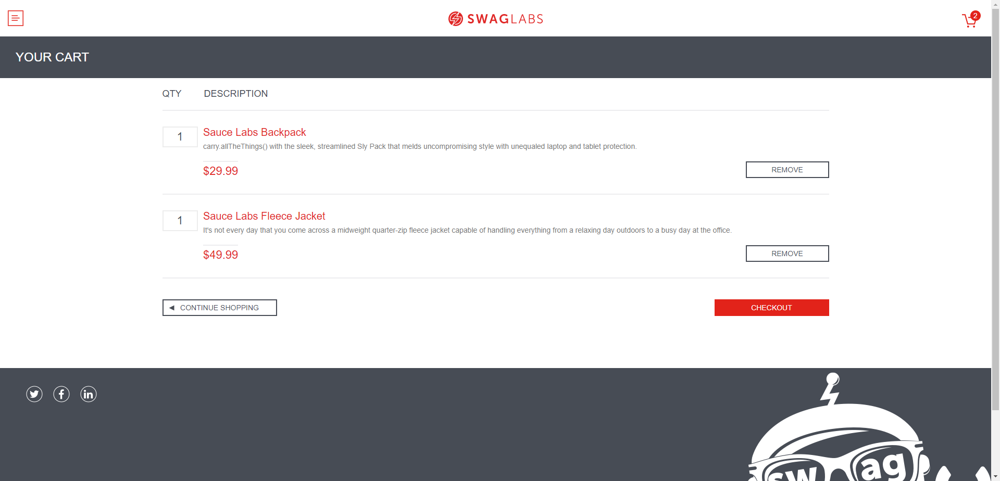 SWAGLABS
2
YOUR CART
QTY DESCRIPTION
1 Sauce Labs Backpack
carry.allTheThings() with the sleek, streamlined Sly Pack that melds uncompromising style with unequaled laptop and tablet protection.
$29.99 REMOVE
1 Sauce Labs Fleece Jacket
It's not every day that you come across a midweight quarter-zip fleece jacket capable of handling everything from a relaxing day outdoors to a busy day at the office.
$49.99 REMOVE
CONTINUE SHOPPING CHECKOUT
in
sw ag